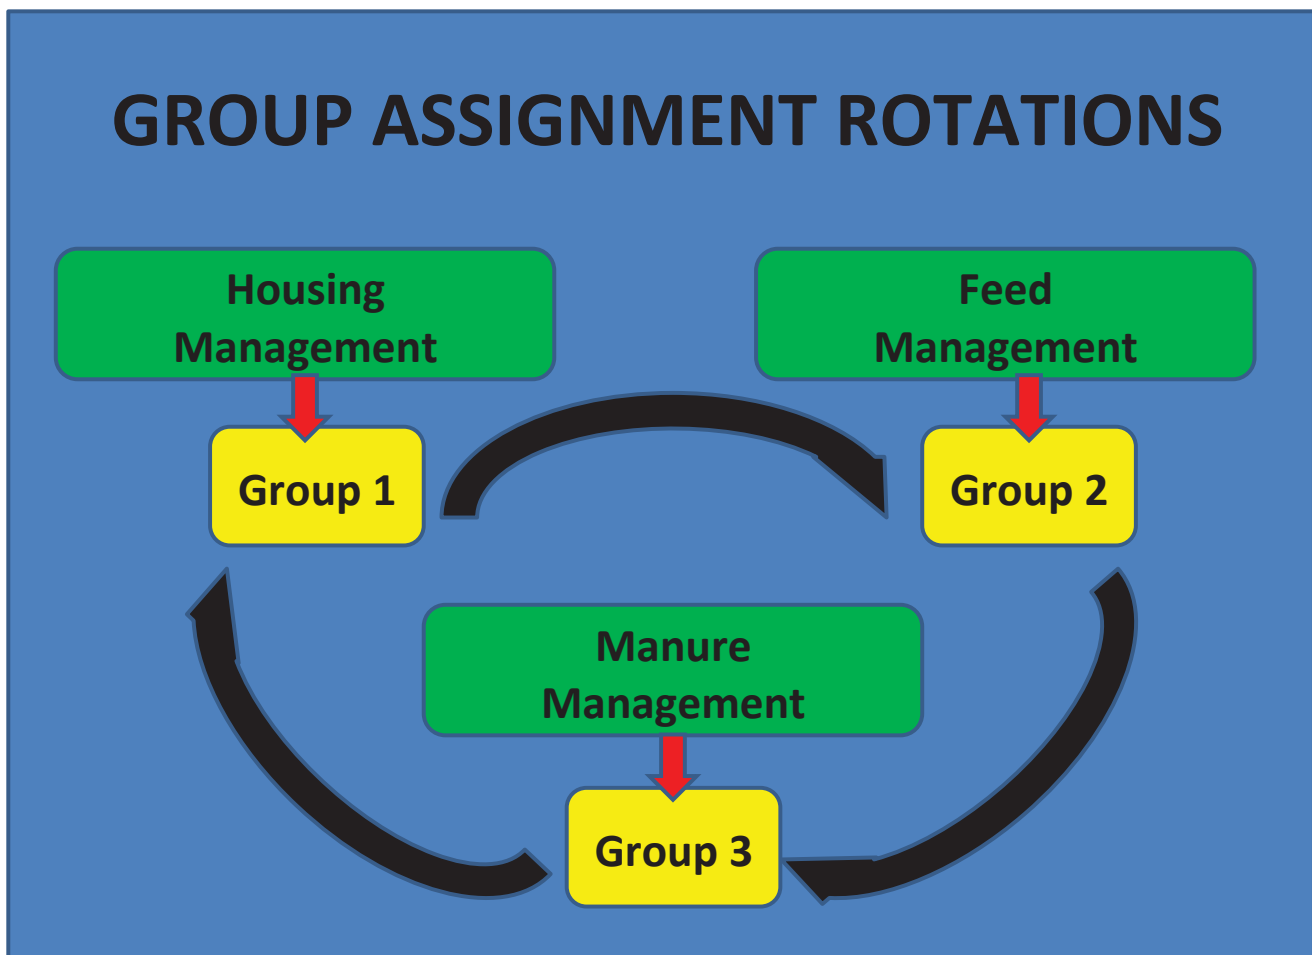 GROUP ASSIGNMENT ROTATIONS
Housing
Management
Feed
Management
Group 1
Group 2
Manure
Management
Group 3